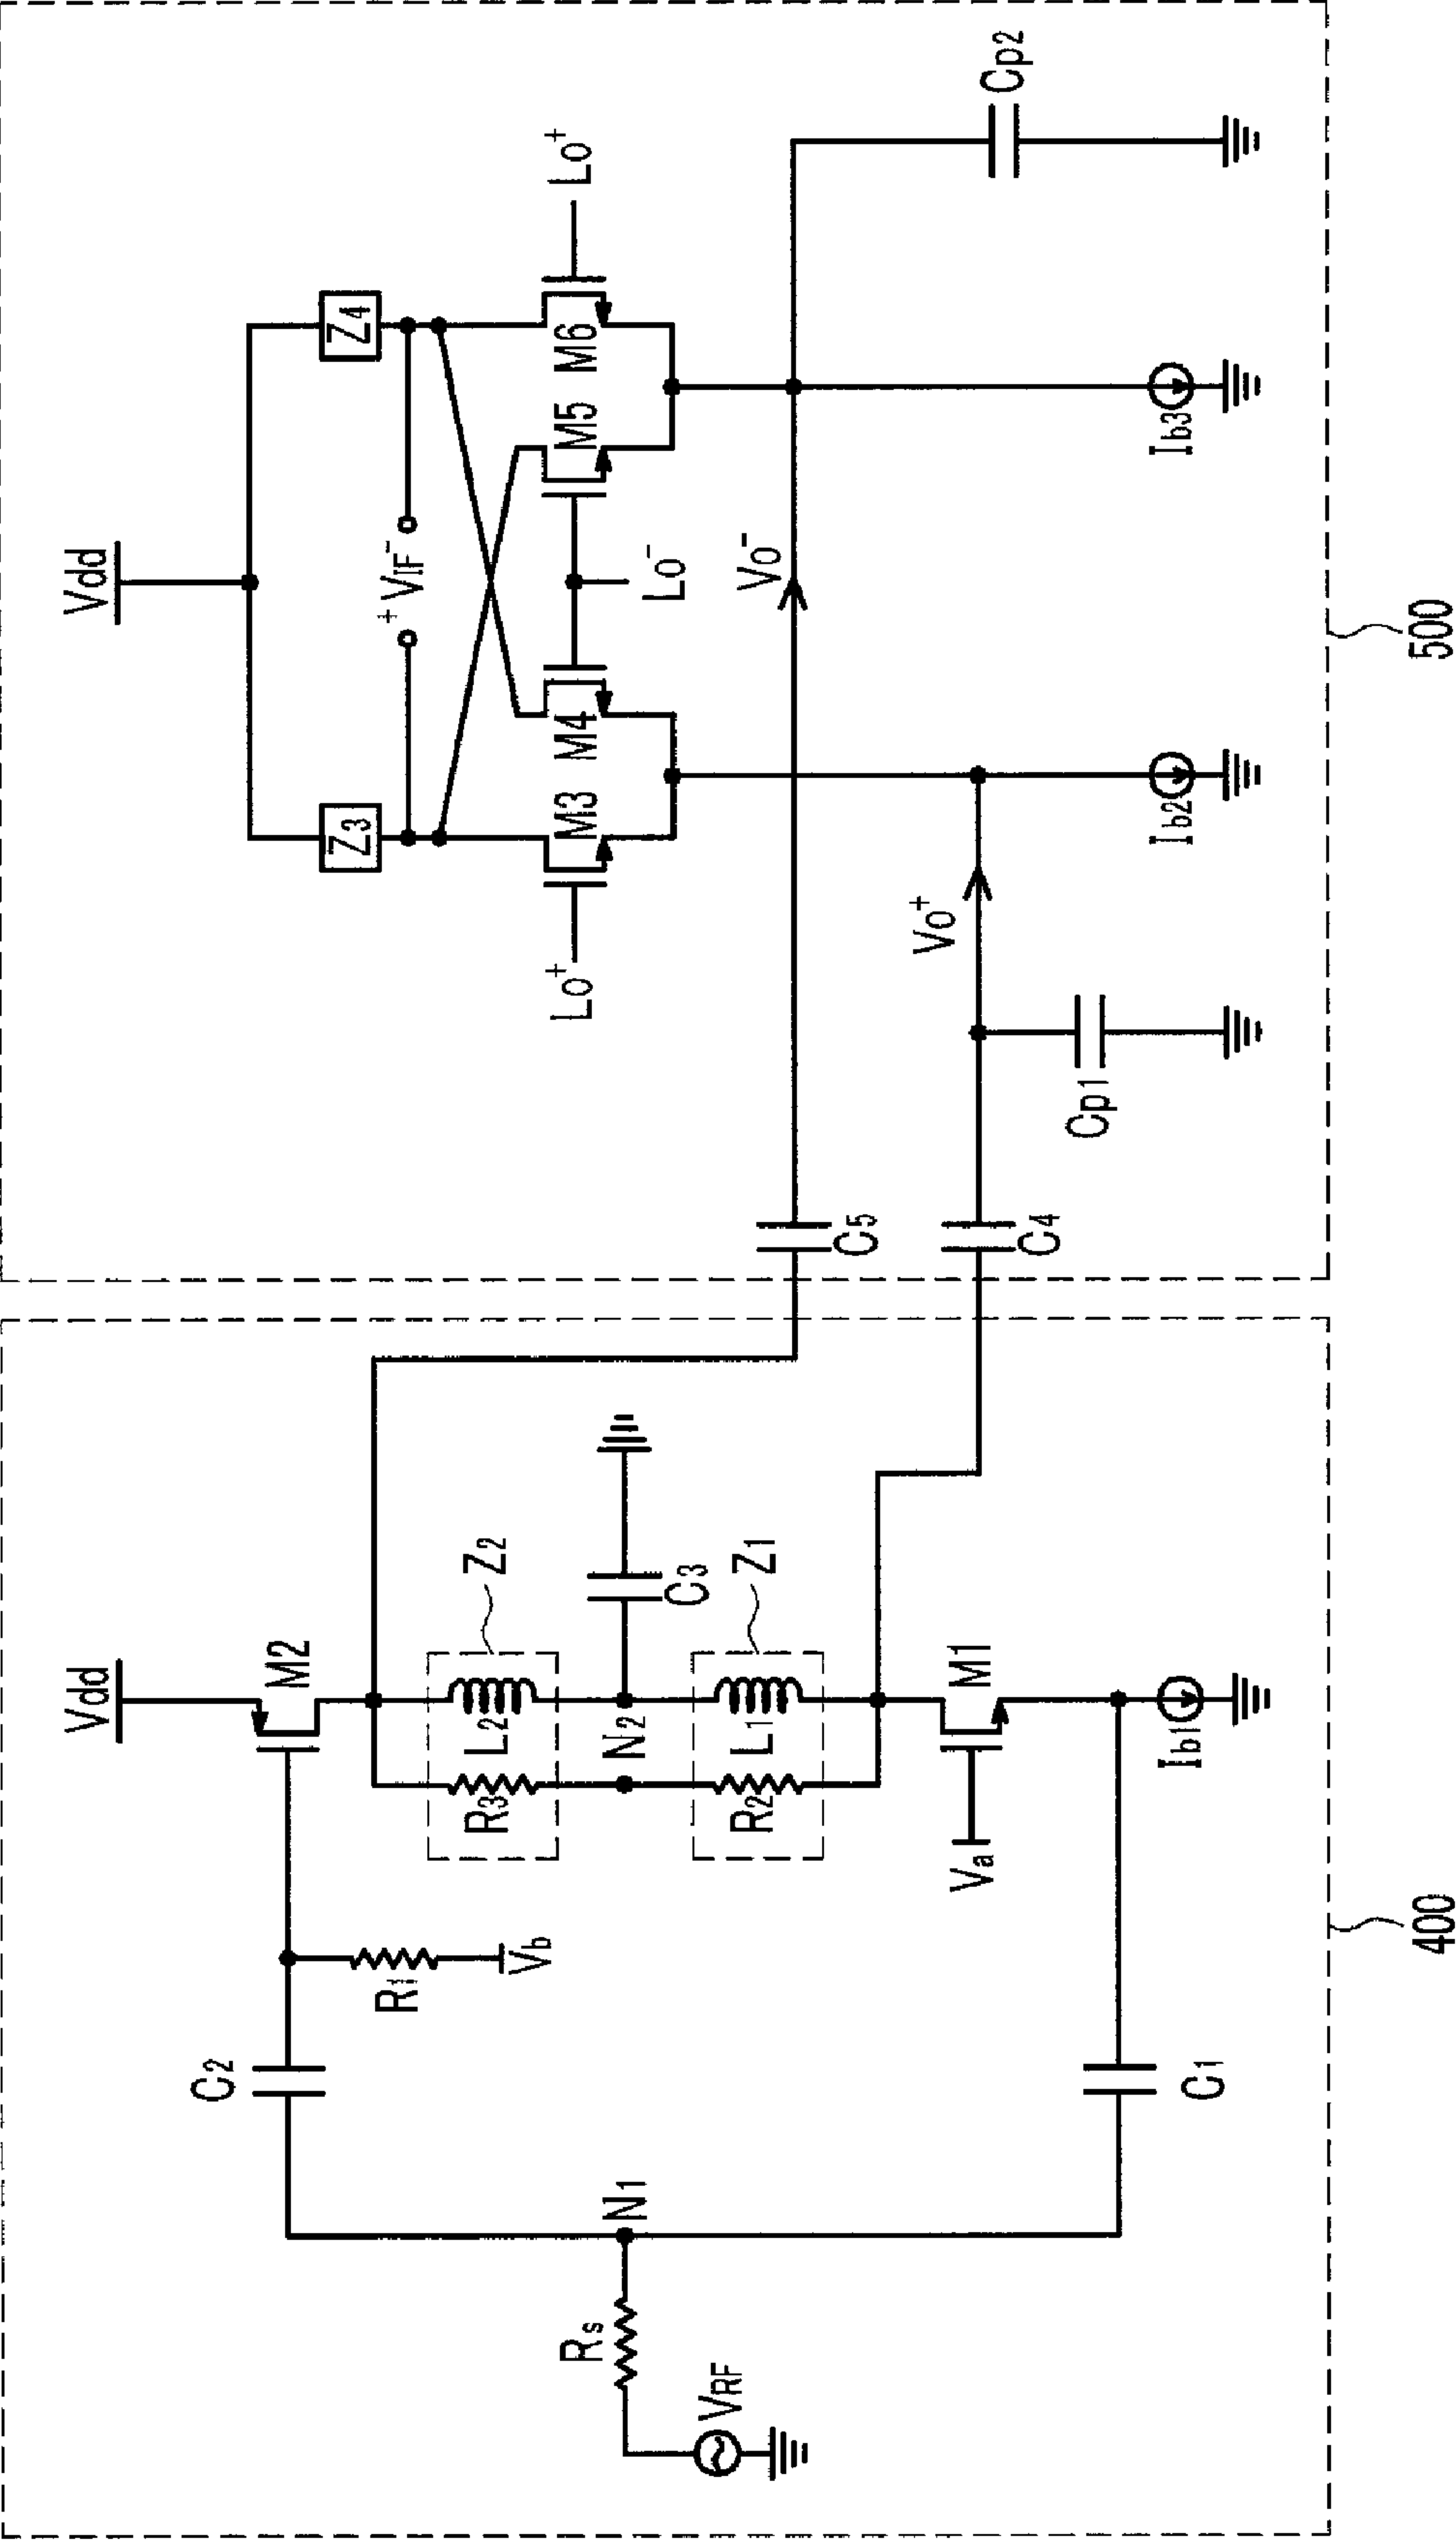 Vdd
Z3
Z4
+ VIF -
Lo+
M3
M4
M5
M6
Lo+
Lo-
Vo-
Vo+
Cp1
Cp2
Ib2
Ib3
C5
C4
500
Vdd
M2
C2
R1
Vb
R3
L2
Z2
N2
C3
R2
L1
Z1
Va
M1
Ib1
C1
N1
Rs
VRF
400